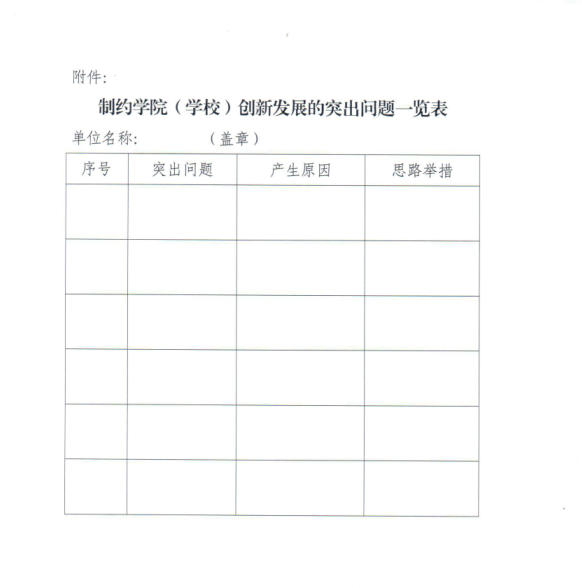 附件:
制约学院(学校)创新发展的突出问题一览表
单位名称: (盖章)
序号 突出问题 产生原因 思路举措